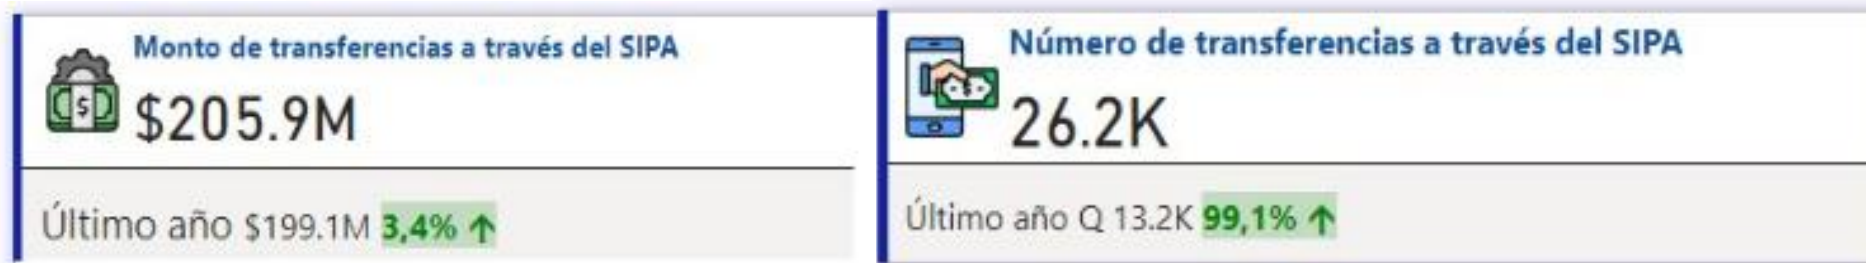 Monto de transferencias a través del SIPA
$205.9M
Último año $199.1M 3,4% ↑
Número de transferencias a través del SIPA
26.2K
Último año Q 13.2K 99,1% ↑